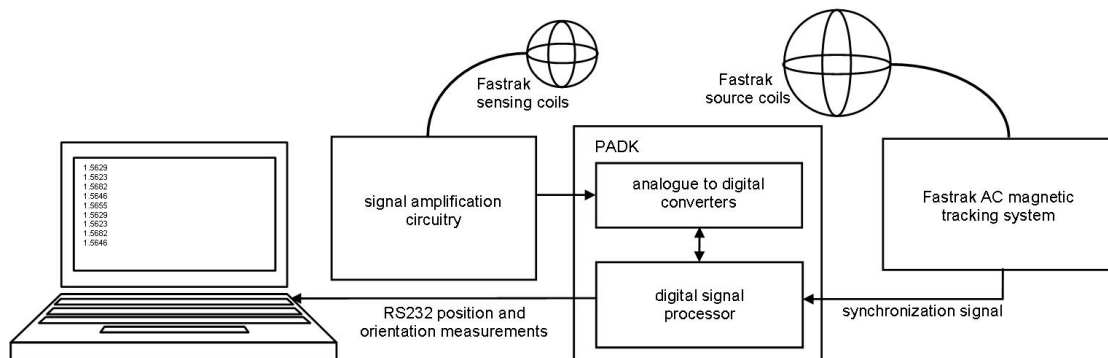 Fastrak
sensing coils
Fastrak
source coils
PADK
1.5629
1.5623
1.5682
1.5646
1.5655
1.5629
1.5623
1.5682
1.5646
signal amplification
circuitry
analogue to digital
converters
Fastrak AC magnetic
tracking system
digital signal
processor
RS232 position and
orientation measurements
synchronization signal